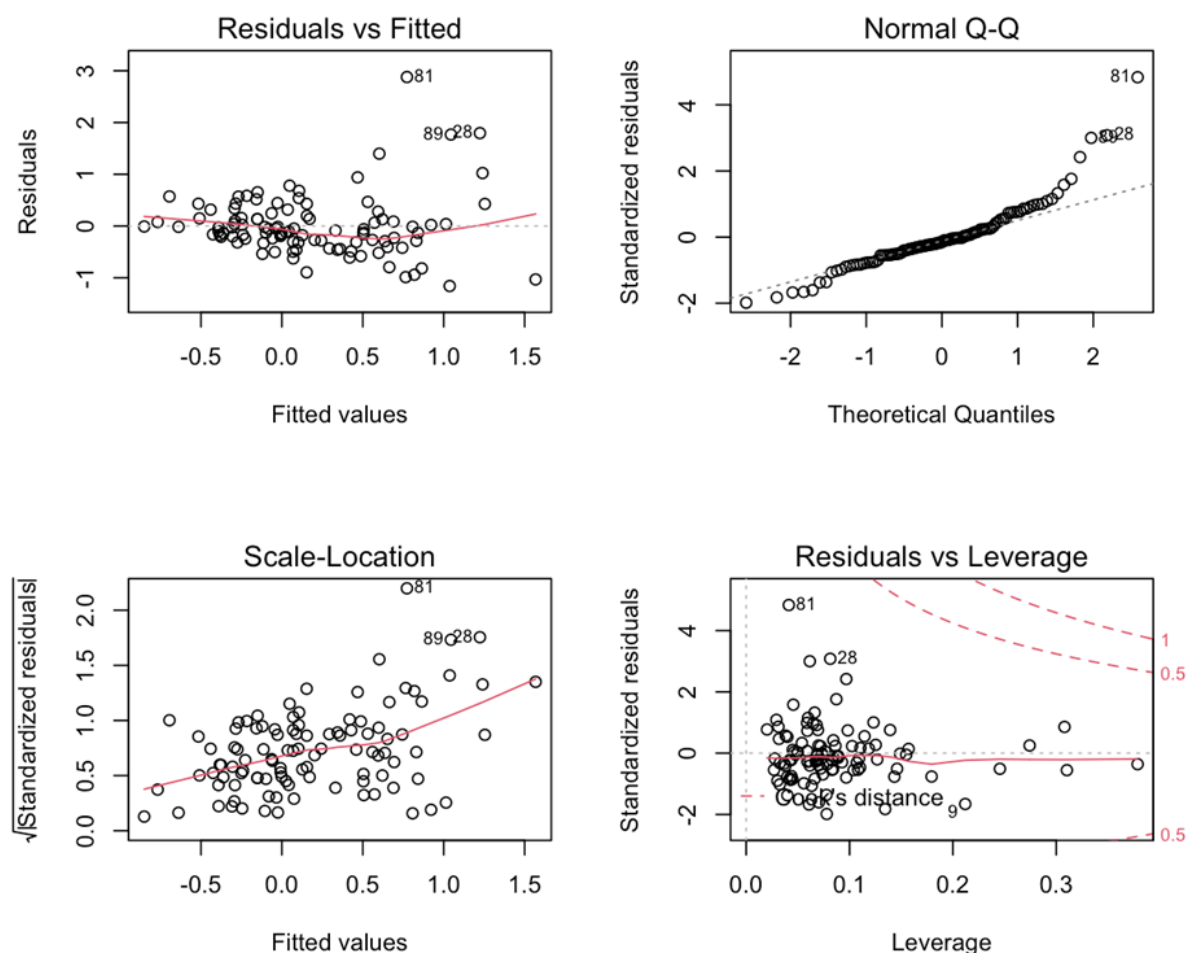 Residuals vs Fitted
Residuals
3
2
1
0
-1
81
89
28
-0.5 0.0 0.5 1.0 1.5
Fitted values
Normal Q-Q
Standardized residuals
4
2
0
-2
81
28
-2 -1 0 1 2
Theoretical Quantiles
Scale-Location
√|Standardized residuals|
2.0
1.5
1.0
0.5
0.0
81
89
28
-0.5 0.0 0.5 1.0 1.5
Fitted values
Residuals vs Leverage
Standardized residuals
4
2
0
-2
81
28
9
Cook's distance
1
0.5
0.5
0.0 0.1 0.2 0.3
Leverage